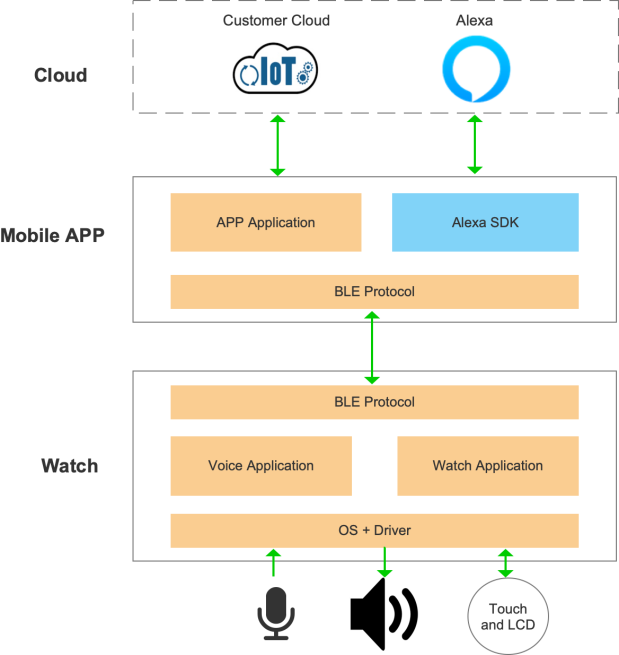 Customer Cloud
Alexa
Cloud
IoT
Mobile APP
APP Application
Alexa SDK
BLE Protocol
Watch
BLE Protocol
Voice Application
Watch Application
OS + Driver
Touch
and LCD